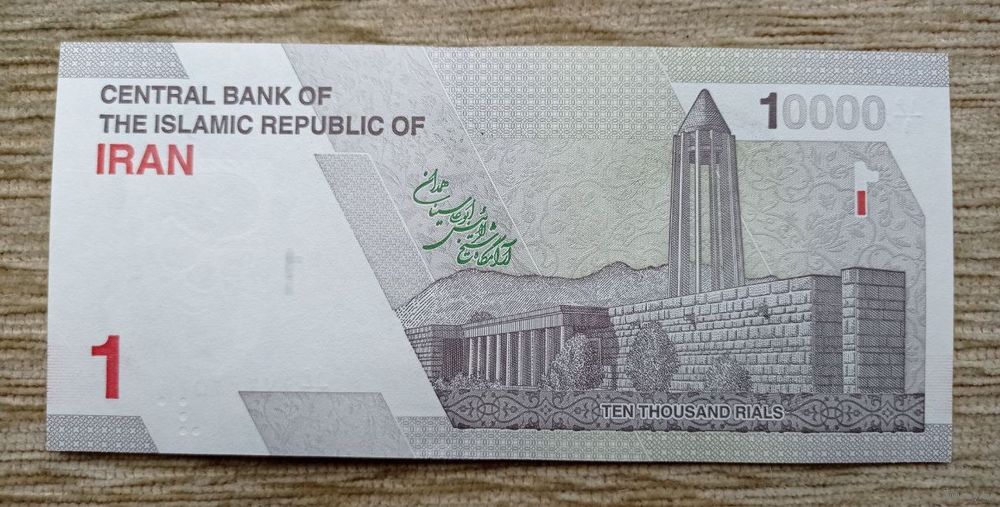 CENTRAL BANK OF
THE ISLAMIC REPUBLIC OF
IRAN
10000
1
آرامگاه شیخ الرئیس ابوعلی سینا همدان
1
TEN THOUSAND RIALS